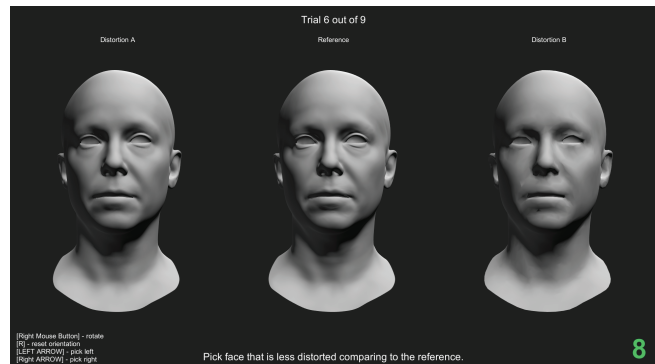 Trial 6 out of 9
Distortion A
Reference
Distortion B
[Right Mouse Button] - rotate
[R] - reset orientation
[LEFT ARROW] - pick left
[Right ARROW] - pick right
Pick face that is less distorted comparing to the reference.
8